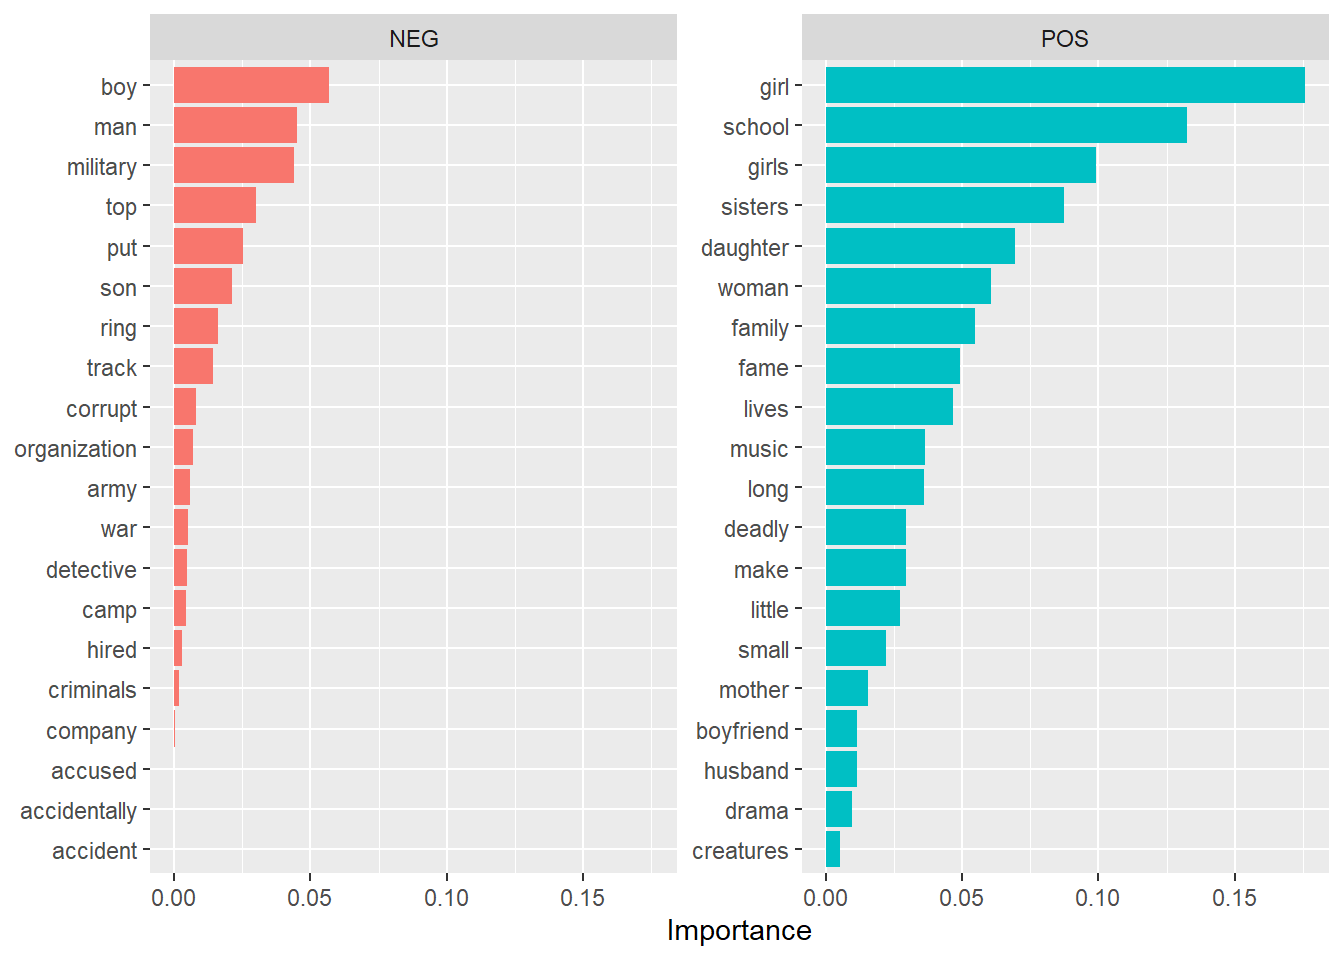 NEG
boy
man
military
top
put
son
ring
track
corrupt
organization
army
war
detective
camp
hired
criminals
company
accused
accidentally
accident
0.00 0.05 0.10 0.15
POS
girl
school
girls
sisters
daughter
woman
family
fame
lives
music
long
deadly
make
little
small
mother
boyfriend
husband
drama
creatures
0.00 0.05 0.10 0.15
Importance